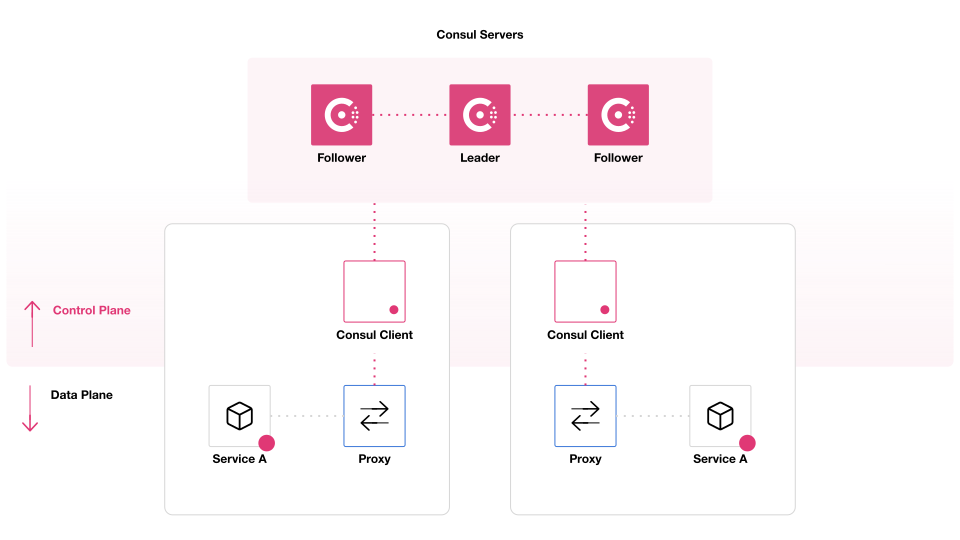 Consul Servers
Follower
Leader
Follower
Control Plane
Consul Client
Consul Client
Data Plane
Service A
Proxy
Proxy
Service A